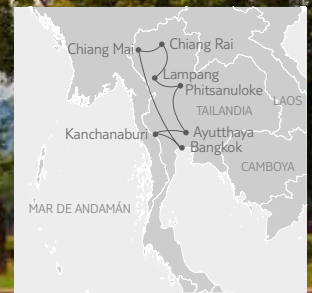 Chiang Mai
Chiang Rai
Lampang
Phitsanuloke
TAILANDIA
LAOS
Kanchanaburi
Ayutthaya
Bangkok
CAMBOYA
MAR DE ANDAMÁN